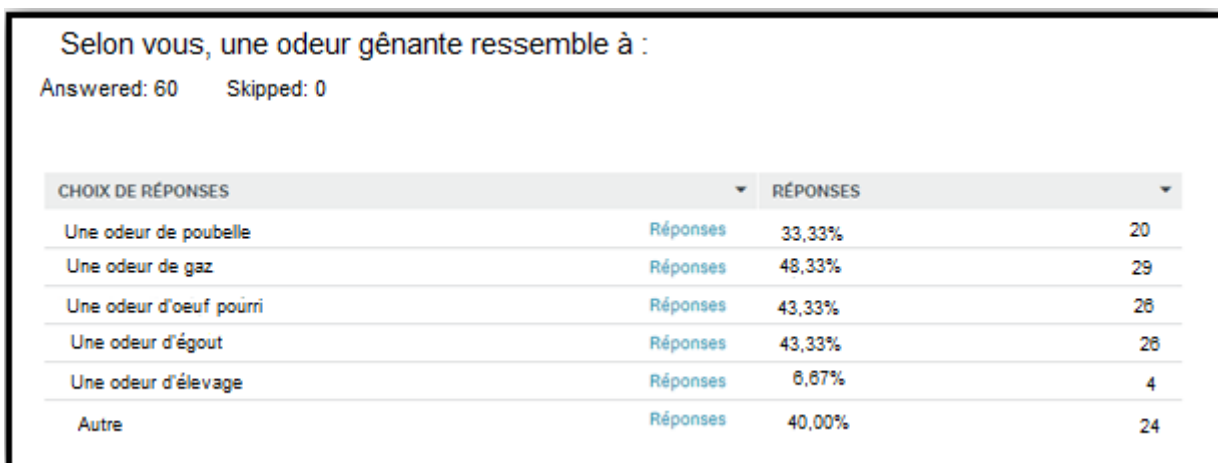 Selon vous, une odeur gênante ressemble à :
Answered: 60 Skipped: 0
CHOIX DE RÉPONSES RÉPONSES
Une odeur de poubelle Réponses 33,33% 20
Une odeur de gaz Réponses 48,33% 29
Une odeur d'oeuf pourri Réponses 43,33% 26
Une odeur d'égout Réponses 43,33% 26
Une odeur d'élevage Réponses 6,67% 4
Autre Réponses 40,00% 24